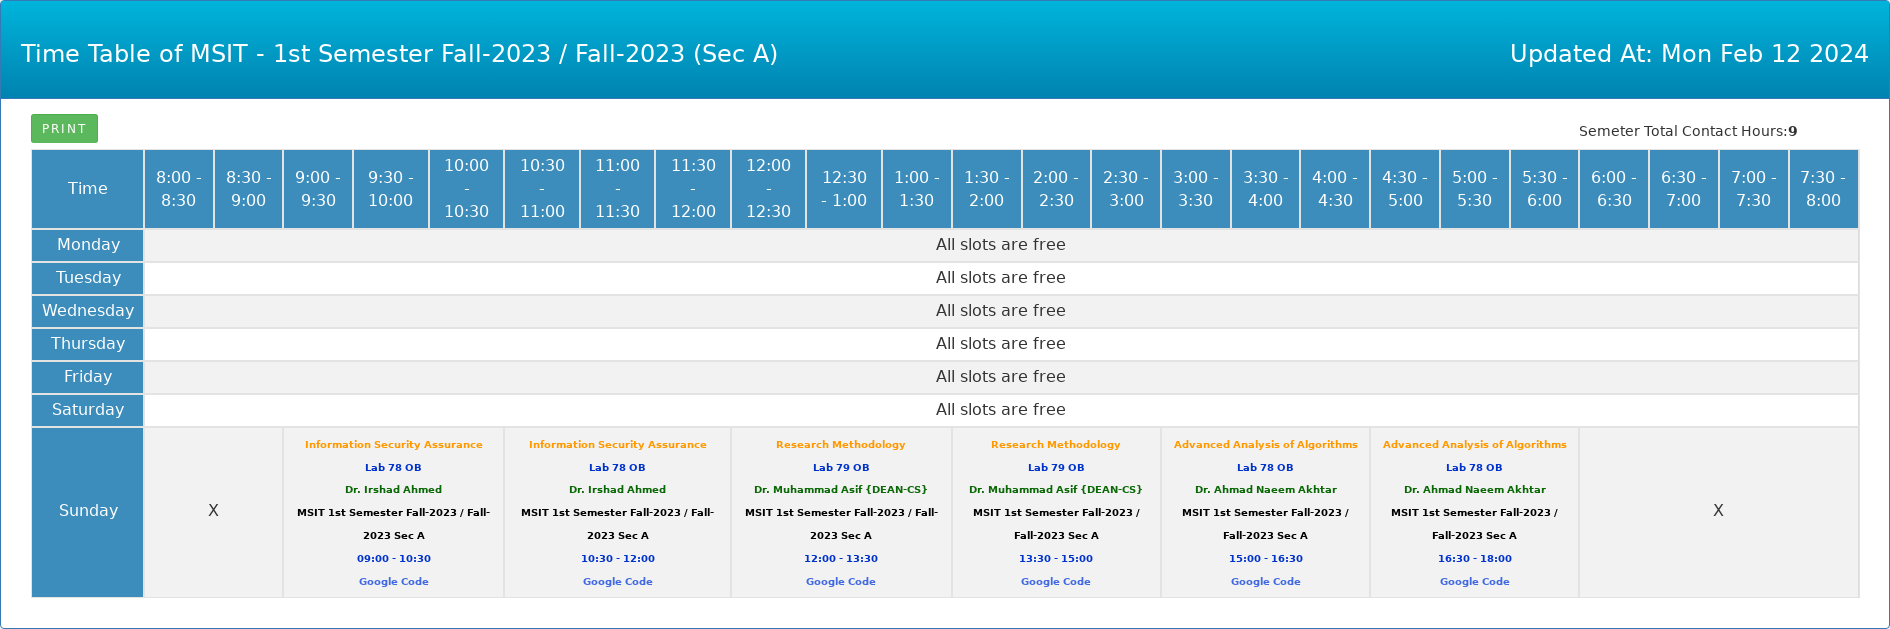 Time Table of MSIT - 1st Semester Fall-2023 / Fall-2023 (Sec A)
Updated At: Mon Feb 12 2024
PRINT
Semeter Total Contact Hours:9
Time
8:00 -
8:30
8:30 -
9:00
9:00 -
9:30
9:30 -
10:00
10:00
-
10:30
10:30
-
11:00
11:00
-
11:30
11:30
-
12:00
12:00
-
12:30
12:30
- 1:00
1:00 -
1:30
1:30 -
2:00
2:00 -
2:30
2:30 -
3:00
3:00 -
3:30
3:30 -
4:00
4:00 -
4:30
4:30 -
5:00
5:00 -
5:30
5:30 -
6:00
6:00 -
6:30
6:30 -
7:00
7:00 -
7:30
7:30 -
8:00
Monday
All slots are free
Tuesday
All slots are free
Wednesday
All slots are free
Thursday
All slots are free
Friday
All slots are free
Saturday
All slots are free
Sunday
X
Information Security Assurance
Lab 78 OB
Dr. Irshad Ahmed
MSIT 1st Semester Fall-2023 / Fall-
2023 Sec A
09:00 - 10:30
Google Code
Information Security Assurance
Lab 78 OB
Dr. Irshad Ahmed
MSIT 1st Semester Fall-2023 / Fall-
2023 Sec A
10:30 - 12:00
Google Code
Research Methodology
Lab 79 OB
Dr. Muhammad Asif {DEAN-CS}
MSIT 1st Semester Fall-2023 / Fall-
2023 Sec A
12:00 - 13:30
Google Code
Research Methodology
Lab 79 OB
Dr. Muhammad Asif {DEAN-CS}
MSIT 1st Semester Fall-2023 /
Fall-2023 Sec A
13:30 - 15:00
Google Code
Advanced Analysis of Algorithms
Lab 78 OB
Dr. Ahmad Naeem Akhtar
MSIT 1st Semester Fall-2023 /
Fall-2023 Sec A
15:00 - 16:30
Google Code
Advanced Analysis of Algorithms
Lab 78 OB
Dr. Ahmad Naeem Akhtar
MSIT 1st Semester Fall-2023 /
Fall-2023 Sec A
16:30 - 18:00
Google Code
X